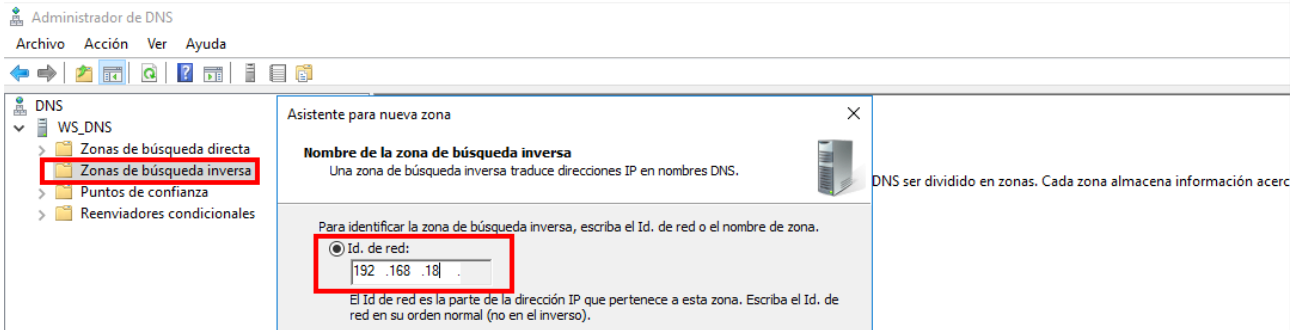 Administrador de DNS
Archivo Acción Ver Ayuda
DNS
WS_DNS
Zonas de búsqueda directa
Zonas de búsqueda inversa
Puntos de confianza
Reenviadores condicionales
Asistente para nueva zona
Nombre de la zona de búsqueda inversa
Una zona de búsqueda inversa traduce direcciones IP en nombres DNS.
Para identificar la zona de búsqueda inversa, escriba el Id. de red o el nombre de zona.
Id. de red:
192 .168 .18 .
El Id de red es la parte de la dirección IP que pertenece a esta zona. Escriba el Id. de
red en su orden normal (no en el inverso).
DNS ser dividido en zonas. Cada zona almacena información acerc